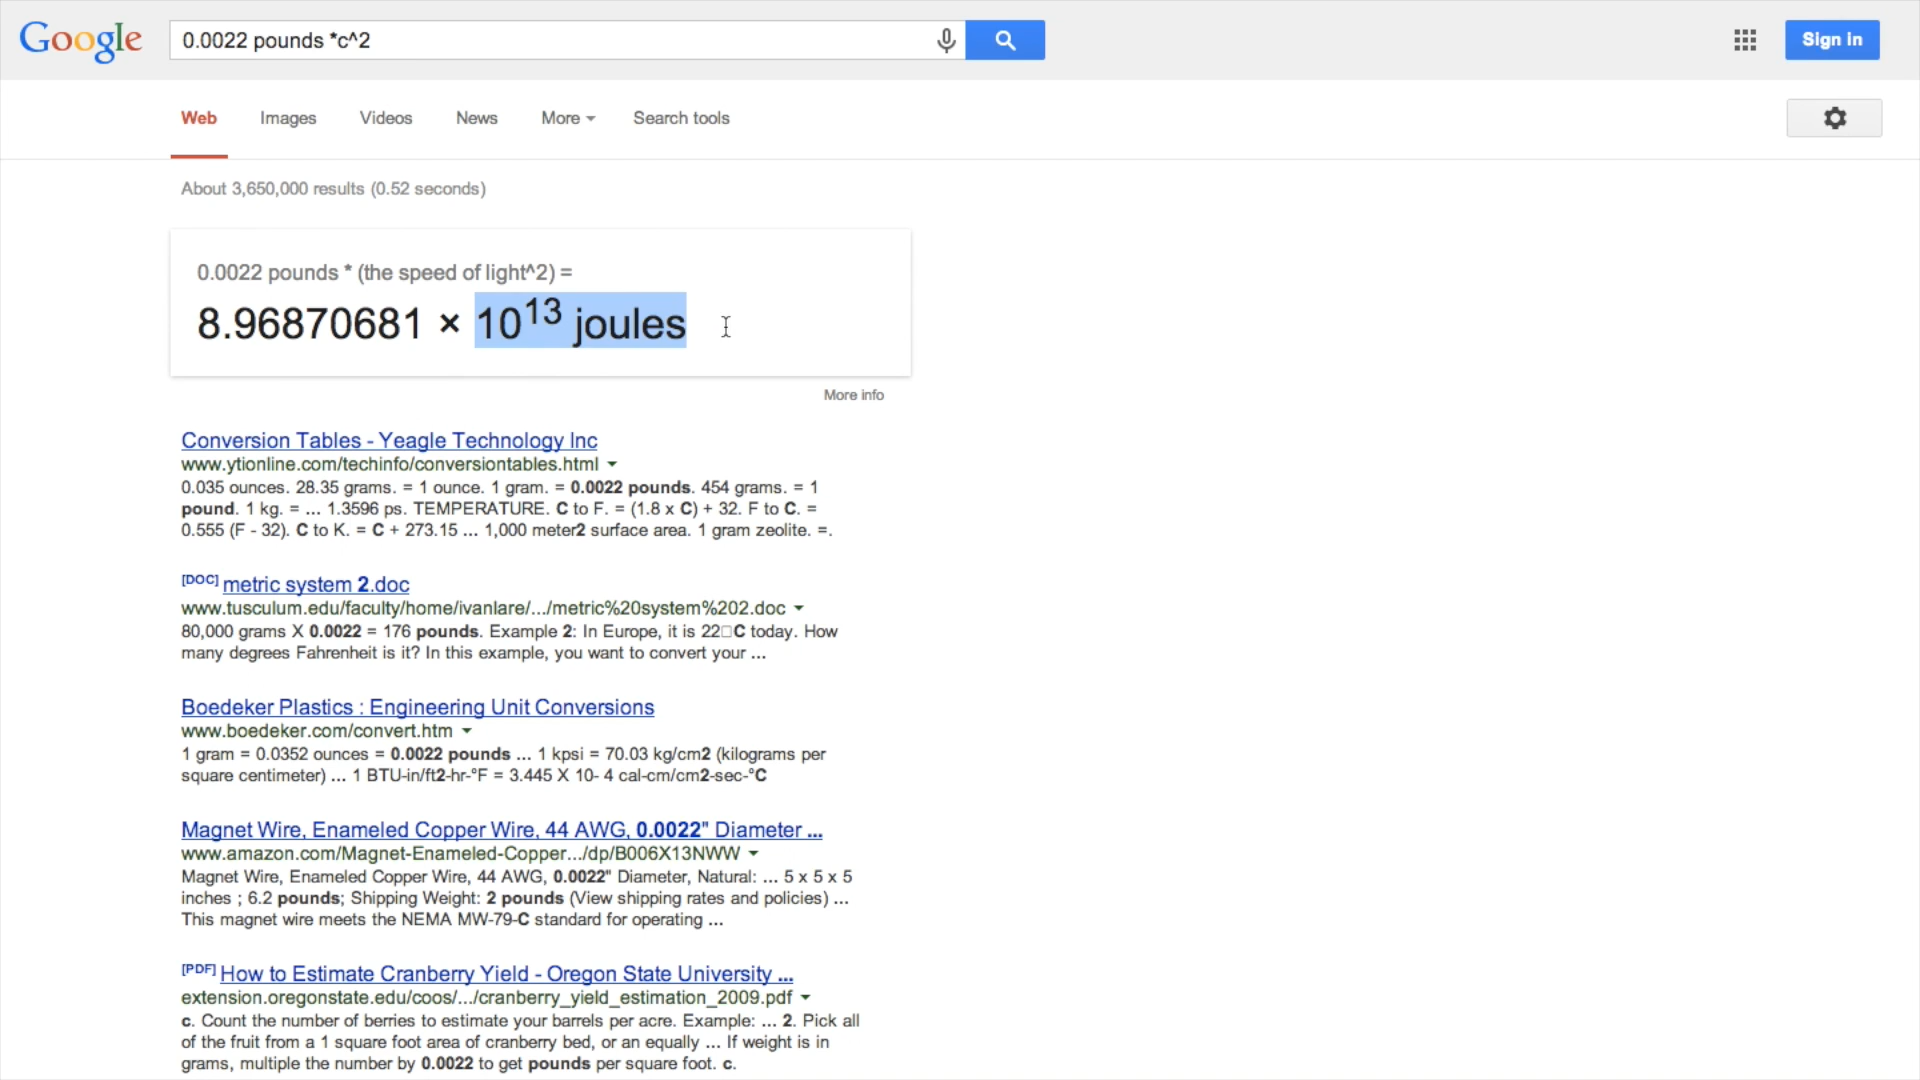 Google
0.0022 pounds *c^2
Sign in
Web Images Videos News More Search tools
About 3,650,000 results (0.52 seconds)
0.0022 pounds * (the speed of light^2) =
8.96870681 × 10^13 joules
More info
Conversion Tables - Yeagle Technology Inc
www.ytionline.com/techinfo/conversiontables.html
0.035 ounces. 28.35 grams. = 1 ounce. 1 gram. = 0.0022 pounds. 454 grams. = 1
pound. 1 kg. = ... 1.3596 ps. TEMPERATURE. C to F. = (1.8 x C) + 32. F to C. =
0.555 (F - 32). C to K. = C + 273.15 ... 1,000 meter2 surface area. 1 gram zeolite. =.
[DOC] metric system 2.doc
www.tusculum.edu/faculty/home/ivanlare/.../metric%20system%202.doc
80,000 grams X 0.0022 = 176 pounds. Example 2: In Europe, it is 22□C today. How
many degrees Fahrenheit is it? In this example, you want to convert your ...
Boedeker Plastics : Engineering Unit Conversions
www.boedeker.com/convert.htm
1 gram = 0.0352 ounces = 0.0022 pounds ... 1 kpsi = 70.03 kg/cm2 (kilograms per
square centimeter) ... 1 BTU-in/ft2-hr-°F = 3.445 X 10- 4 cal-cm/cm2-sec-°C
Magnet Wire, Enameled Copper Wire, 44 AWG, 0.0022" Diameter ...
www.amazon.com/Magnet-Enameled-Copper.../dp/B006X13NWW
Magnet Wire, Enameled Copper Wire, 44 AWG, 0.0022" Diameter, Natural: ... 5 x 5 x 5
inches ; 6.2 pounds; Shipping Weight: 2 pounds (View shipping rates and policies) ...
This magnet wire meets the NEMA MW-79-C standard for operating ...
[PDF] How to Estimate Cranberry Yield - Oregon State University ...
extension.oregonstate.edu/coos/.../cranberry_yield_estimation_2009.pdf
c. Count the number of berries to estimate your barrels per acre. Example: ... 2. Pick all
of the fruit from a 1 square foot area of cranberry bed, or an equally ... If weight is in
grams, multiple the number by 0.0022 to get pounds per square foot. c.